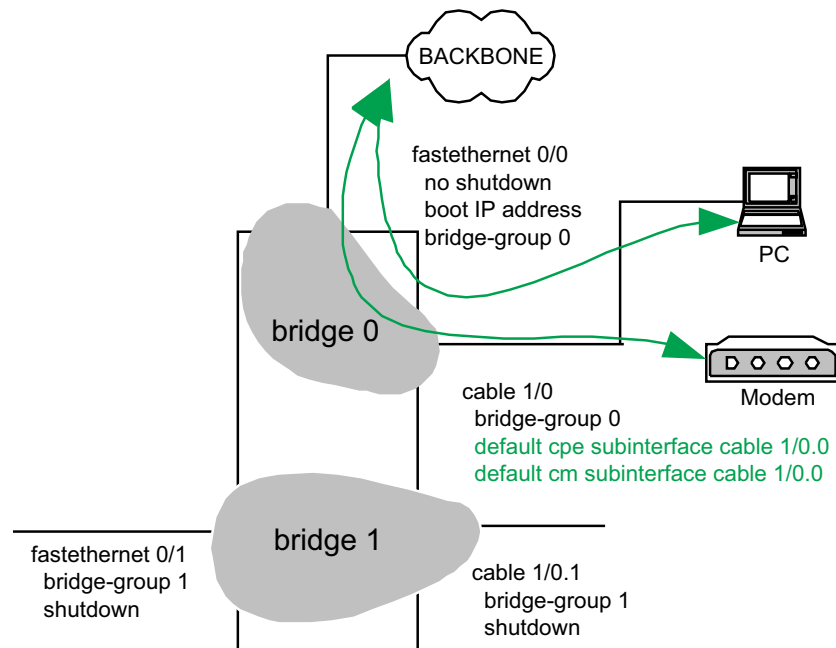 BACKBONE
fastethernet 0/0
no shutdown
boot IP address
bridge-group 0
PC
bridge 0
Modem
cable 1/0
bridge-group 0
default cpe subinterface cable 1/0.0
default cm subinterface cable 1/0.0
bridge 1
fastethernet 0/1
bridge-group 1
shutdown
cable 1/0.1
bridge-group 1
shutdown